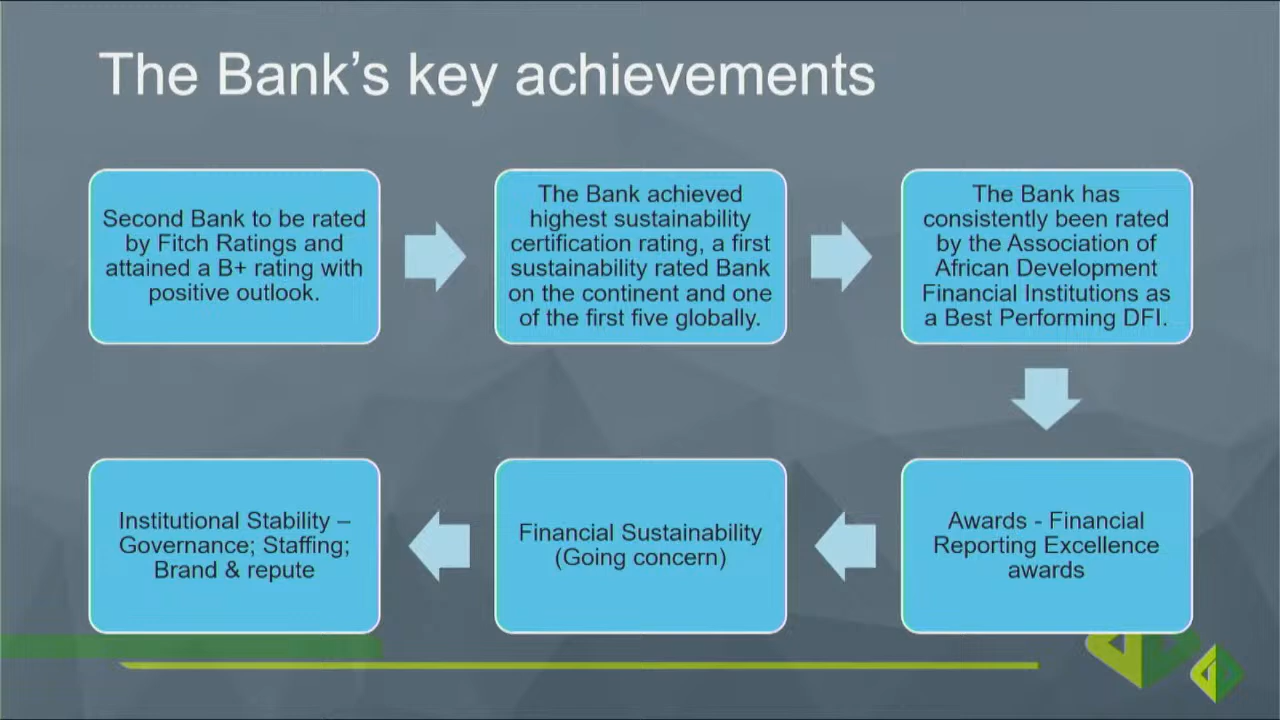 The Bank's key achievements
Second Bank to be rated
by Fitch Ratings and
attained a B+ rating with
positive outlook.
The Bank achieved
highest sustainability
certification rating, a first
sustainability rated Bank
on the continent and one
of the first five globally.
The Bank has
consistently been rated
by the Association of
African Development
Financial Institutions as
a Best Performing DFI.
Awards - Financial
Reporting Excellence
awards
Financial Sustainability
(Going concern)
Institutional Stability –
Governance; Staffing;
Brand & repute